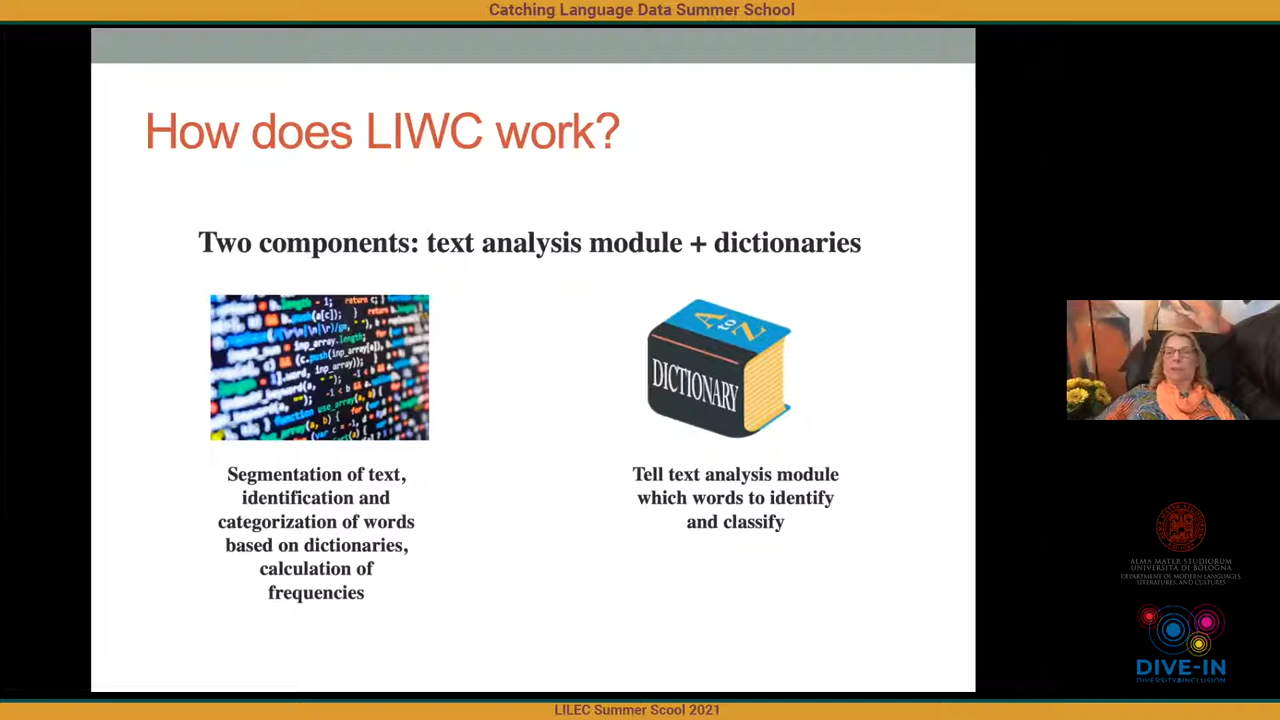 Catching Language Data Summer School
How does LIWC work?
Two components: text analysis module + dictionaries
A
to
Z
DICTIONARY
Segmentation of text,
identification and
categorization of words
based on dictionaries,
calculation of
frequencies
Tell text analysis module
which words to identify
and classify
ALMA MATER STUDIORUM
UNIVERSITÀ DI BOLOGNA
DEPARTMENT OF MODERN LANGUAGES,
LITERATURES, AND CULTURES
DIVE-IN
DIVERSITY&INCLUSION
LILEC Summer Scool 2021